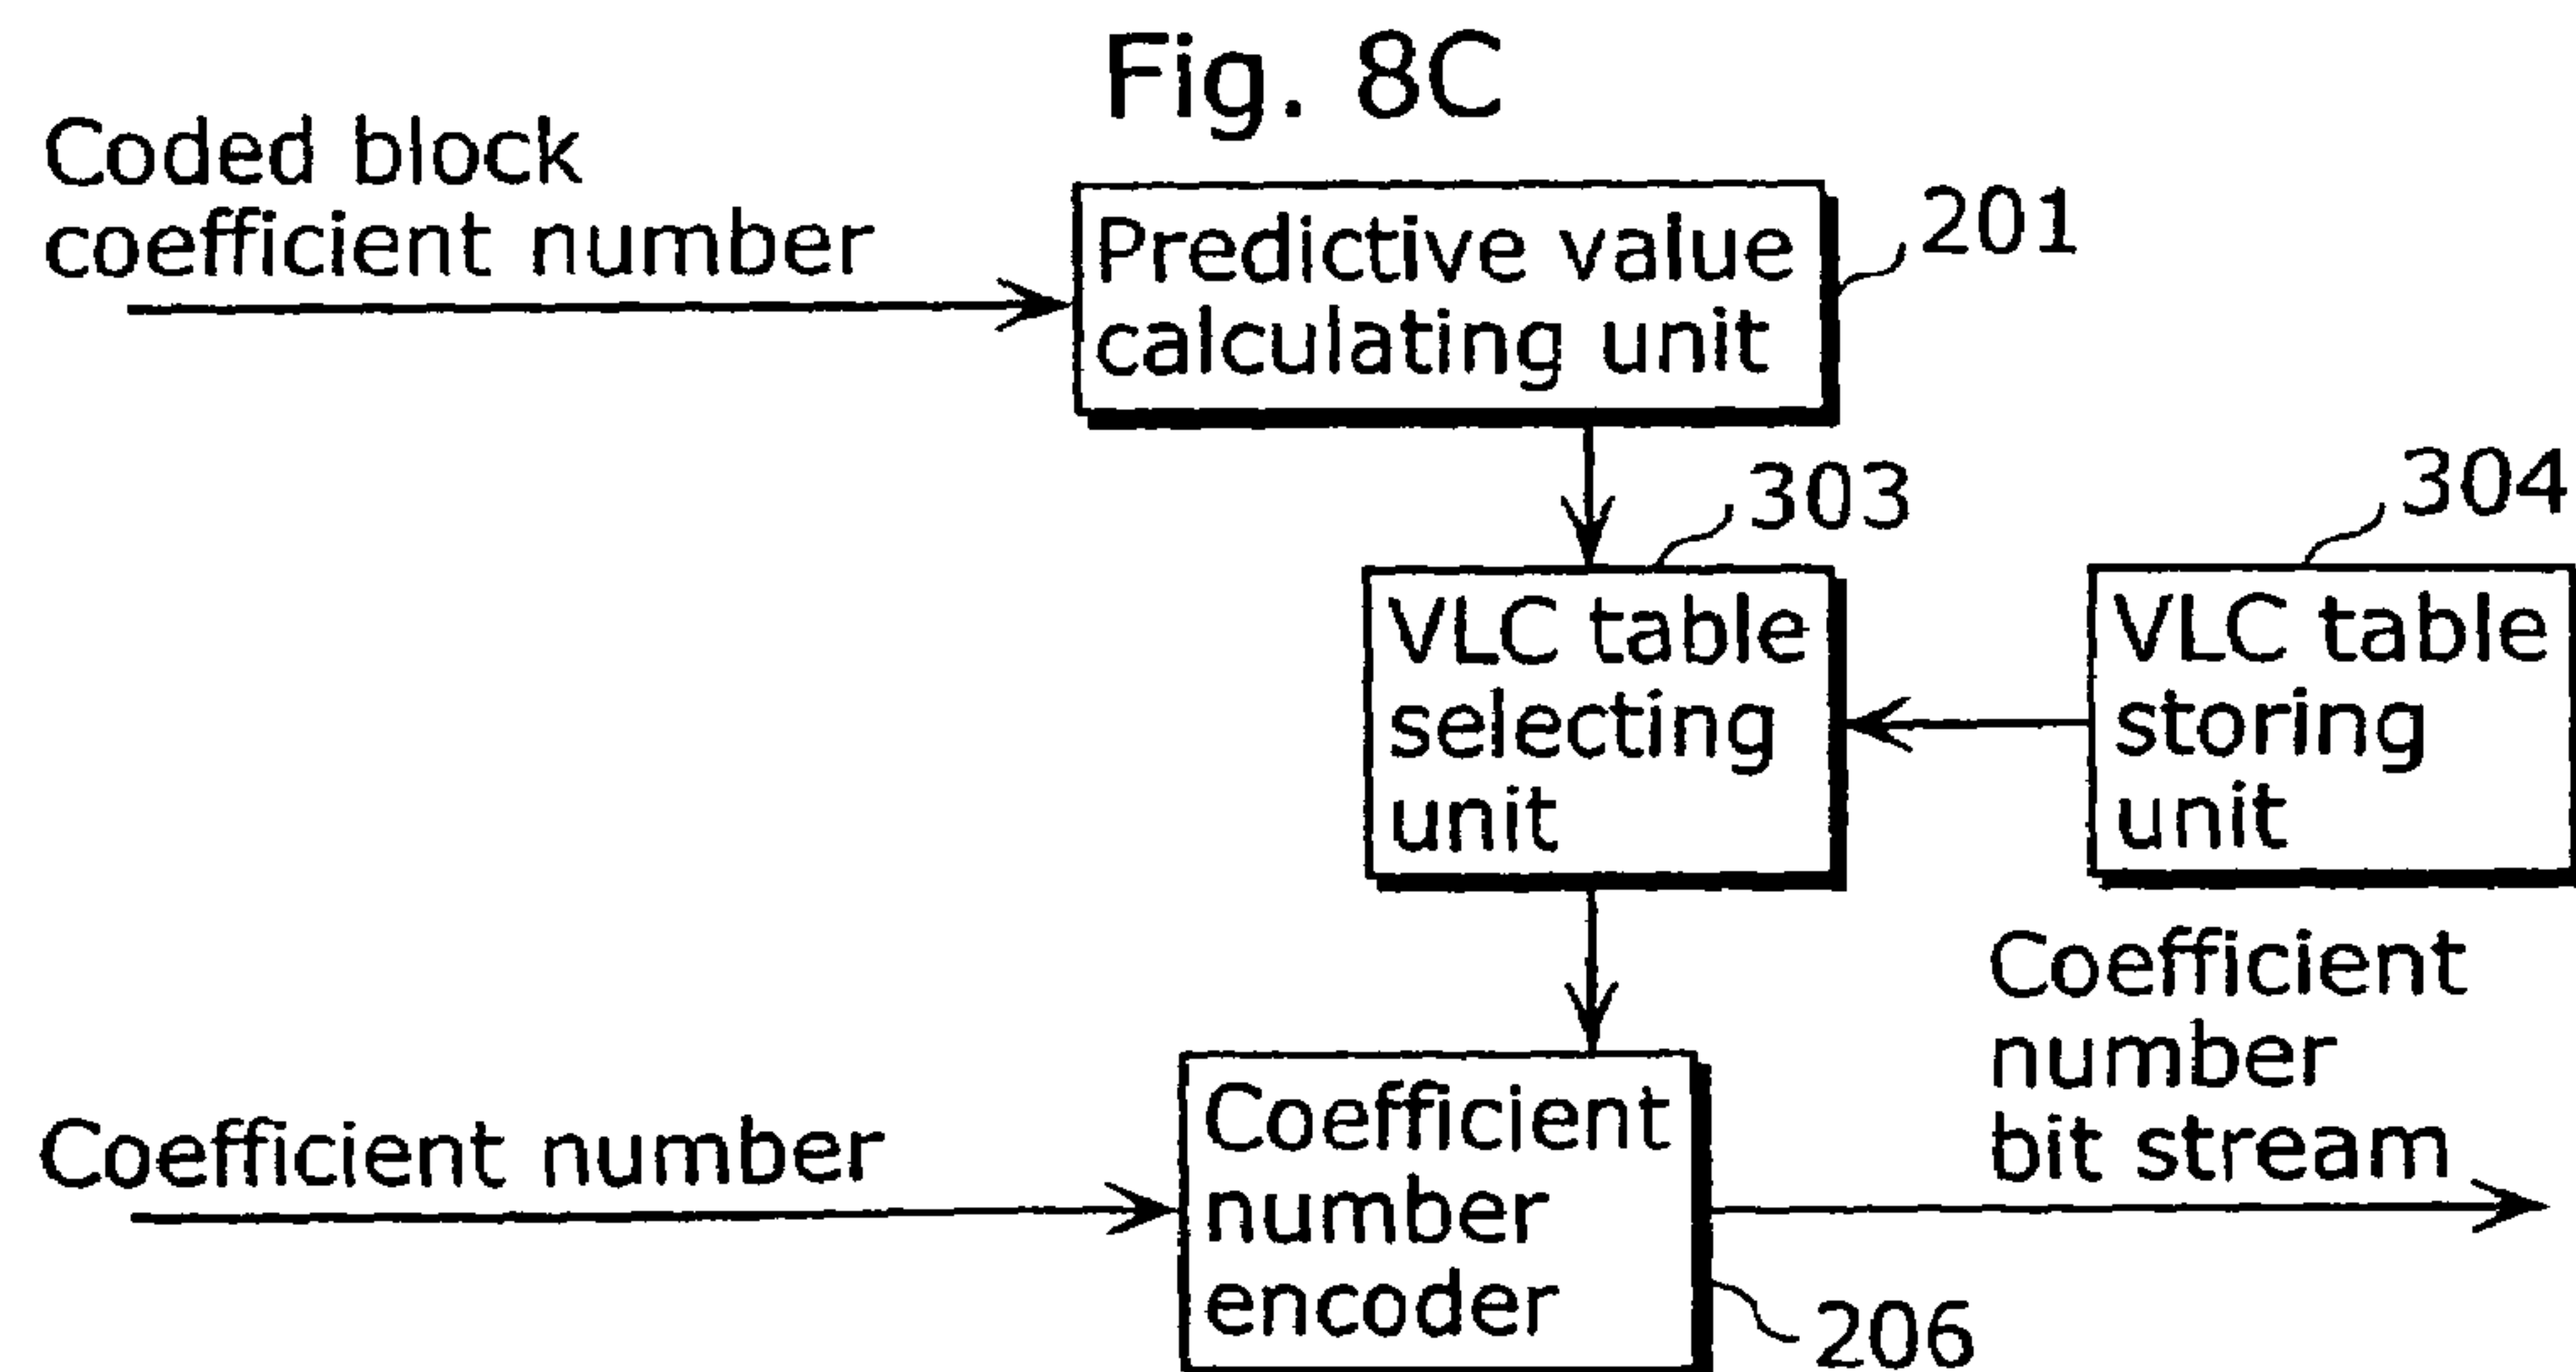 Fig. 8C
Coded block
coefficient number
Predictive value
calculating unit
201
303
304
VLC table
selecting
unit
VLC table
storing
unit
Coefficient number
Coefficient
number
encoder
206
Coefficient
number
bit stream